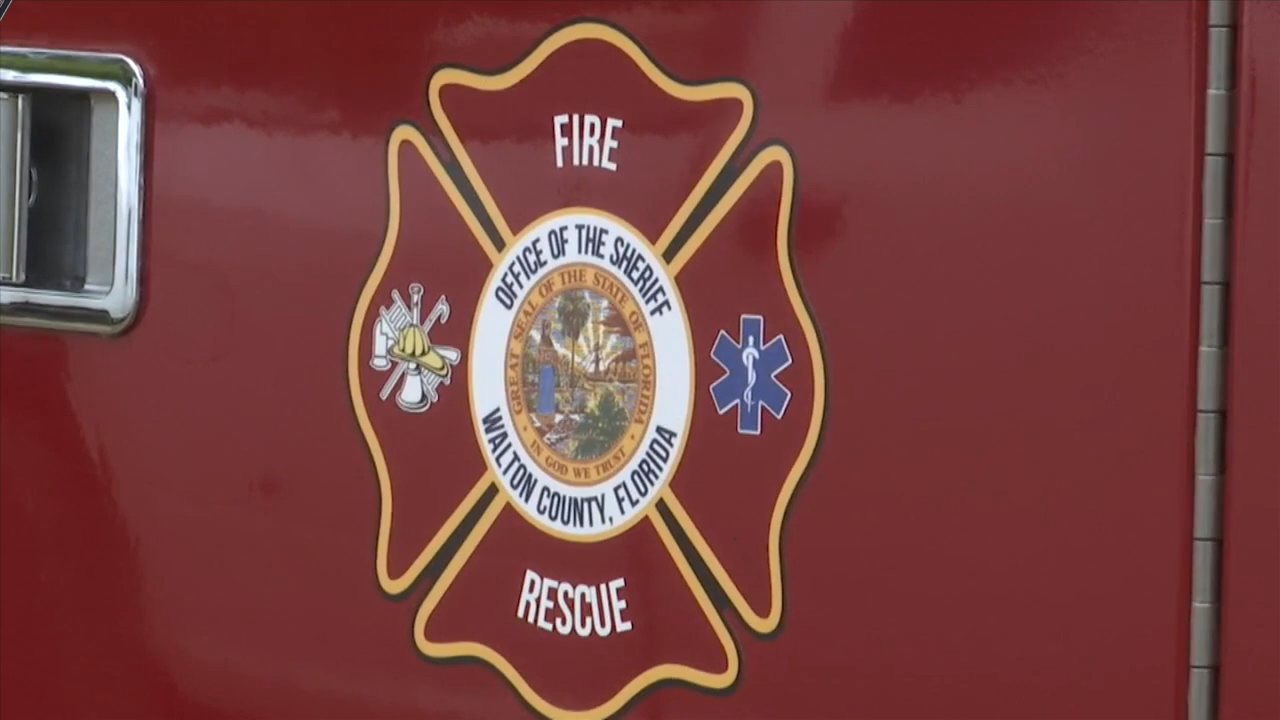 FIRE
OFFICE OF THE SHERIFF
GREAT SEAL OF THE STATE OF FLORIDA
IN GOD WE TRUST
WALTON COUNTY, FLORIDA
RESCUE